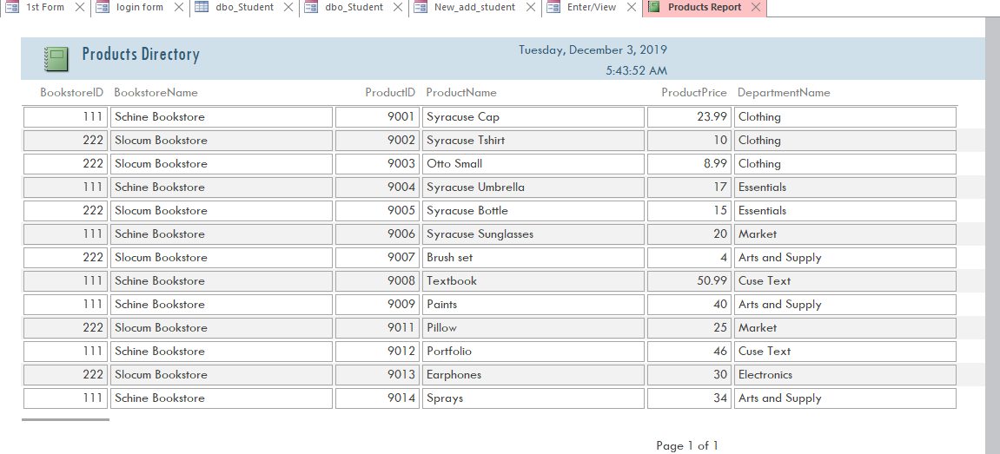 1st Form login form dbo_Student dbo_Student New_add_student Enter/View Products Report
Products Directory
Tuesday, December 3, 2019
5:43:52 AM
BookstoreID BookstoreName ProductID ProductName ProductPrice DepartmentName
111 Schine Bookstore 9001 Syracuse Cap 23.99 Clothing
222 Slocum Bookstore 9002 Syracuse Tshirt 10 Clothing
222 Slocum Bookstore 9003 Otto Small 8.99 Clothing
111 Schine Bookstore 9004 Syracuse Umbrella 17 Essentials
222 Slocum Bookstore 9005 Syracuse Bottle 15 Essentials
111 Schine Bookstore 9006 Syracuse Sunglasses 20 Market
222 Slocum Bookstore 9007 Brush set 4 Arts and Supply
111 Schine Bookstore 9008 Textbook 50.99 Cuse Text
111 Schine Bookstore 9009 Paints 40 Arts and Supply
222 Slocum Bookstore 9011 Pillow 25 Market
111 Schine Bookstore 9012 Portfolio 46 Cuse Text
222 Slocum Bookstore 9013 Earphones 30 Electronics
111 Schine Bookstore 9014 Sprays 34 Arts and Supply
Page 1 of 1